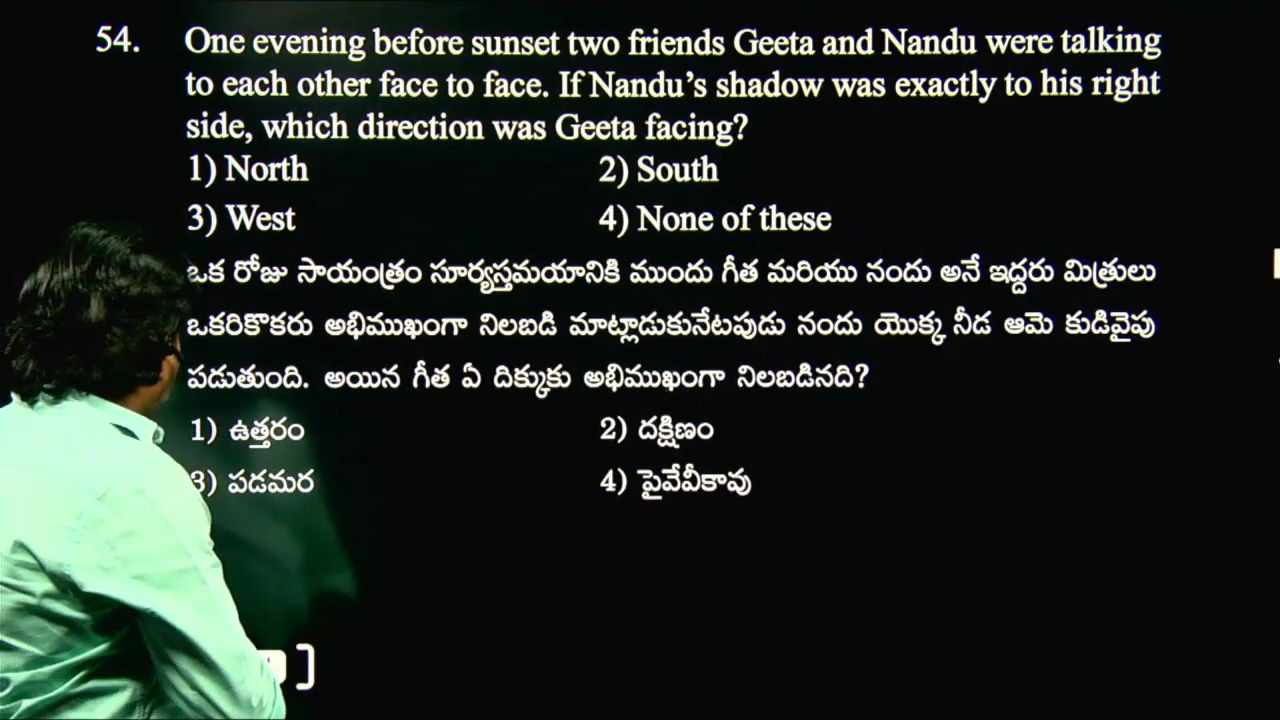 54. One evening before sunset two friends Geeta and Nandu were talking
to each other face to face. If Nandu's shadow was exactly to his right
side, which direction was Geeta facing?
1) North 2) South
3) West 4) None of these
ఒక రోజు సాయంత్రం సూర్యస్తమయానికి ముందు గీత మరియు నందు అనే ఇద్దరు మిత్రులు
ఒకరికొకరు అభిముఖంగా నిలబడి మాట్లాడుకునేటపుడు నందు యొక్క నీడ ఆమె కుడివైపు
పడుతుంది. అయిన గీత ఏ దిక్కుకు అభిముఖంగా నిలబడినది?
1) ఉత్తరం 2) దక్షిణం
3) పడమర 4) పైవేవీకావు